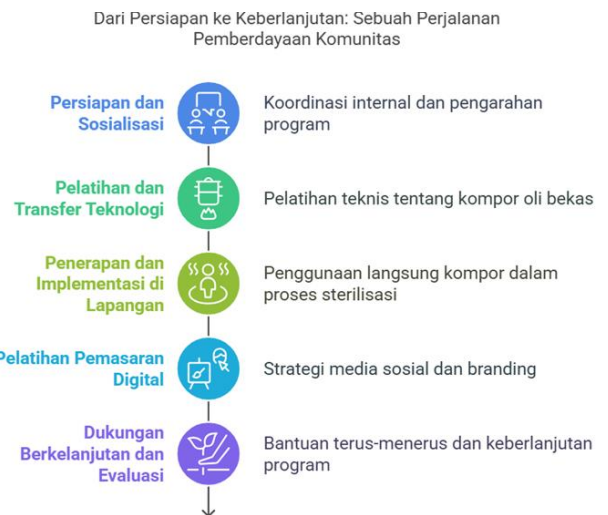 Dari Persiapan ke Keberlanjutan: Sebuah Perjalanan
Pemberdayaan Komunitas
Persiapan dan
Sosialisasi
Koordinasi internal dan pengarahan
program
Pelatihan dan
Transfer Teknologi
Pelatihan teknis tentang kompor oli bekas
Penerapan dan
Implementasi di
Lapangan
Penggunaan langsung kompor dalam
proses sterilisasi
Pelatihan Pemasaran
Digital
Strategi media sosial dan branding
Dukungan
Berkelanjutan dan
Evaluasi
Bantuan terus-menerus dan keberlanjutan
program